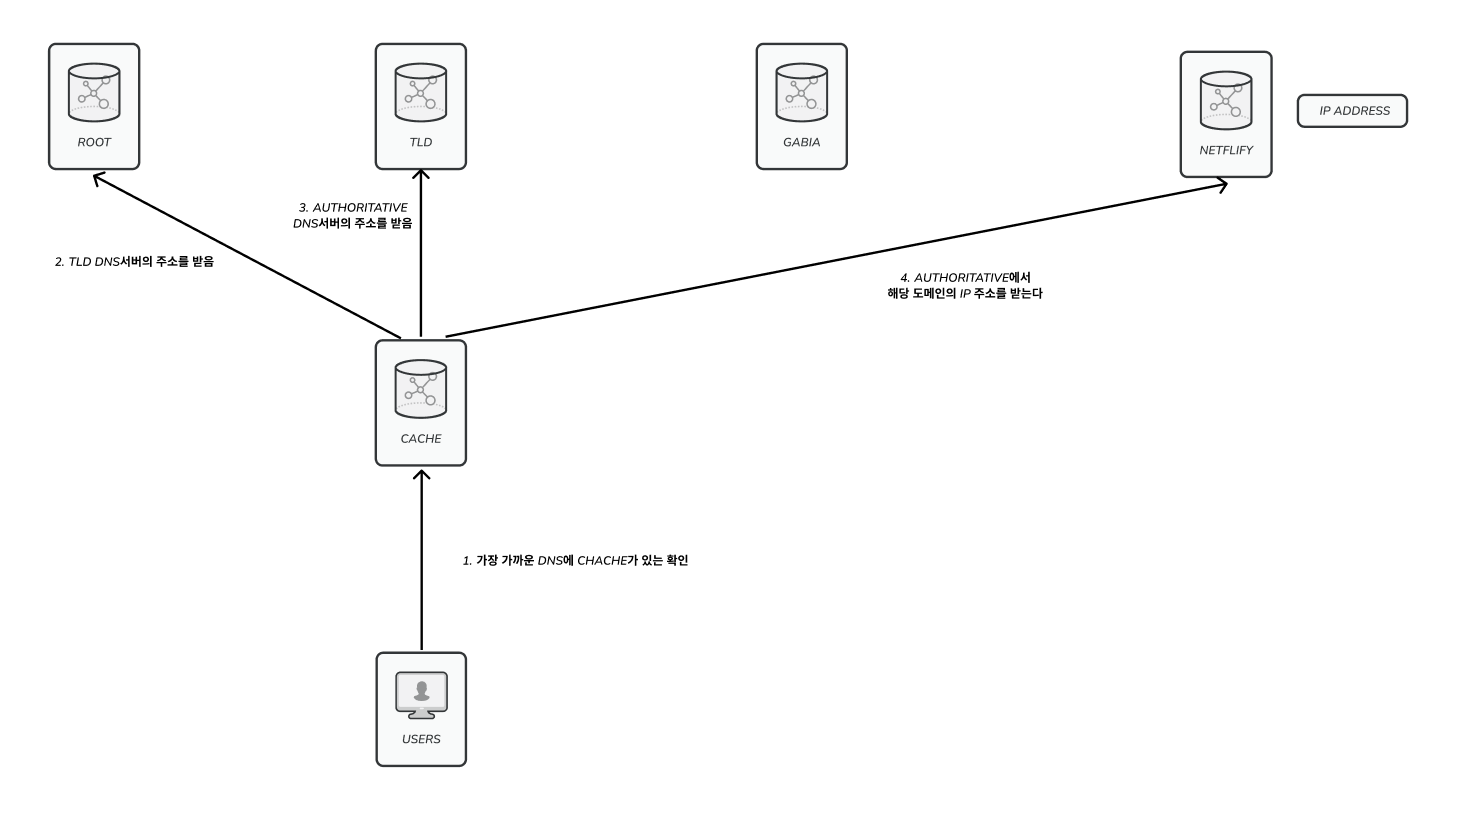 ROOT
TLD
GABIA
NETFLIFY
IP ADDRESS
3. AUTHORITATIVE
DNS서버의 주소를 받음
2. TLD DNS서버의 주소를 받음
4. AUTHORITATIVE에서
해당 도메인의 IP 주소를 받는다
CACHE
1. 가장 가까운 DNS에 CHACHE가 있는 확인
USERS